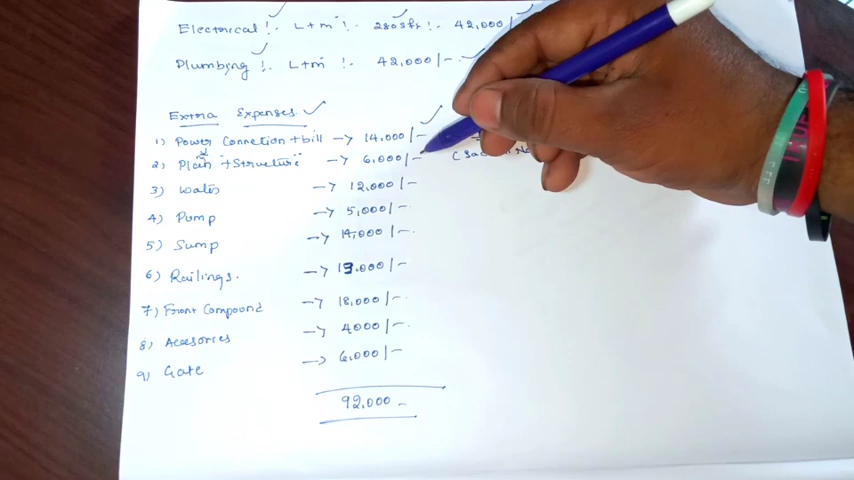 Electrical !. L+m !. 280sft !. 42,000/-
Plumbing !. L+m !. 42,000/-.
Extra Expenses.
1) Power Connetion + bill -> 14,000/-
2) Plain + Structure -> 6,000/-
3) Water -> 12,000/-
4) Pump -> 5,000/-
5) Sump -> 14,000/-.
6) Railings. -> 13.000/-
7) Front Compound -> 18,000/-.
8) Accesories -> 4000/-.
9) Gate -> 6,000/-
92,000-